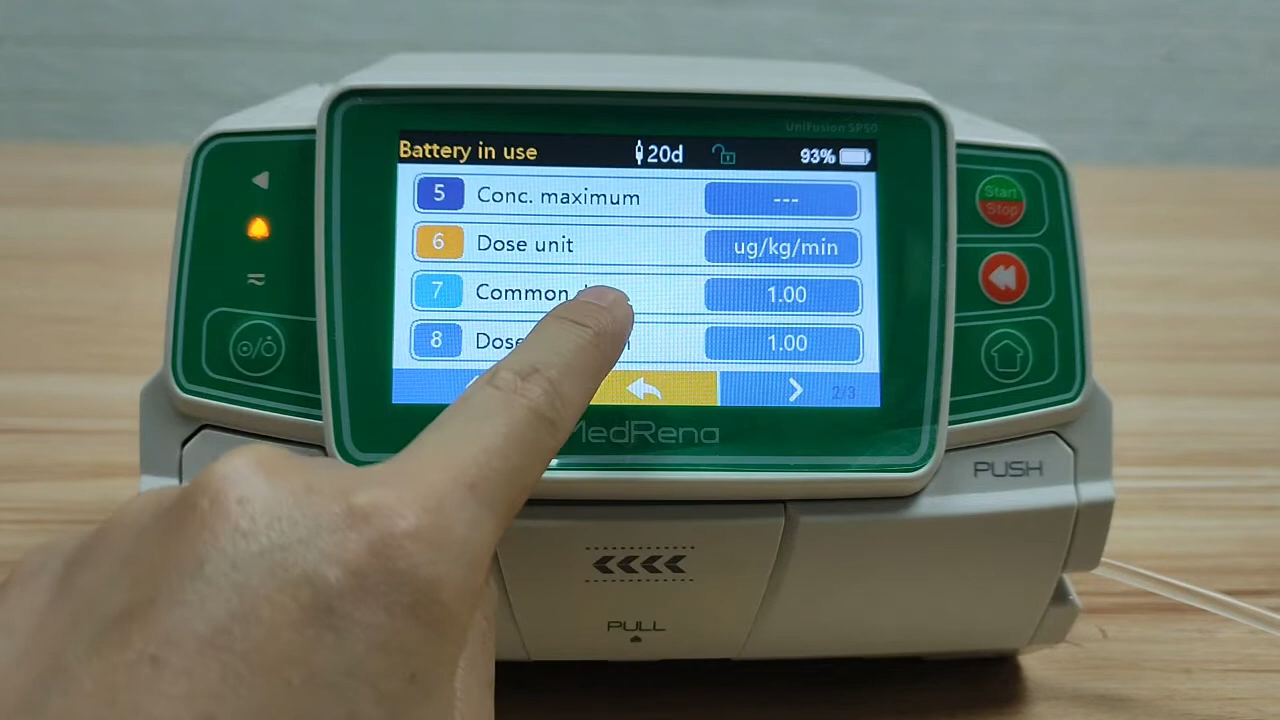 UniFusion SP50
Battery in use
20d
93%
5 Conc. maximum ---
6 Dose unit ug/kg/min
7 Common 1.00
8 1.00
2/3
Start
Stop
MedRena
PUSH
PULL